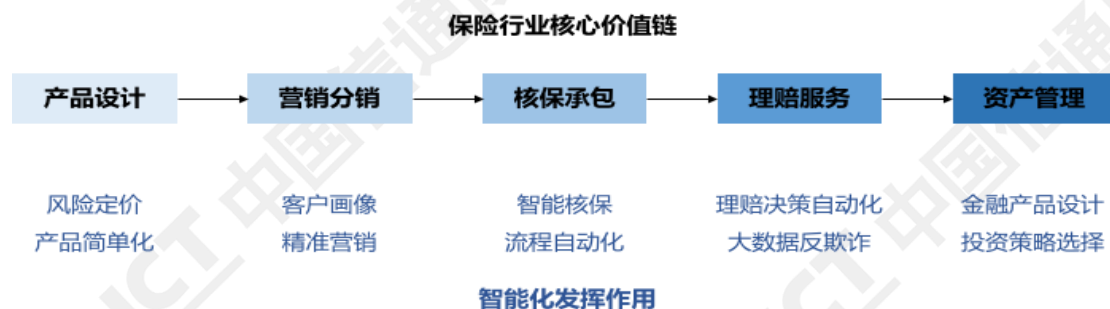 保险行业核心价值链
产品设计 营销分销 核保承包 理赔服务 资产管理
风险定价 客户画像 智能核保 理赔决策自动化 金融产品设计
产品简单化 精准营销 流程自动化 大数据反欺诈 投资策略选择
智能化发挥作用